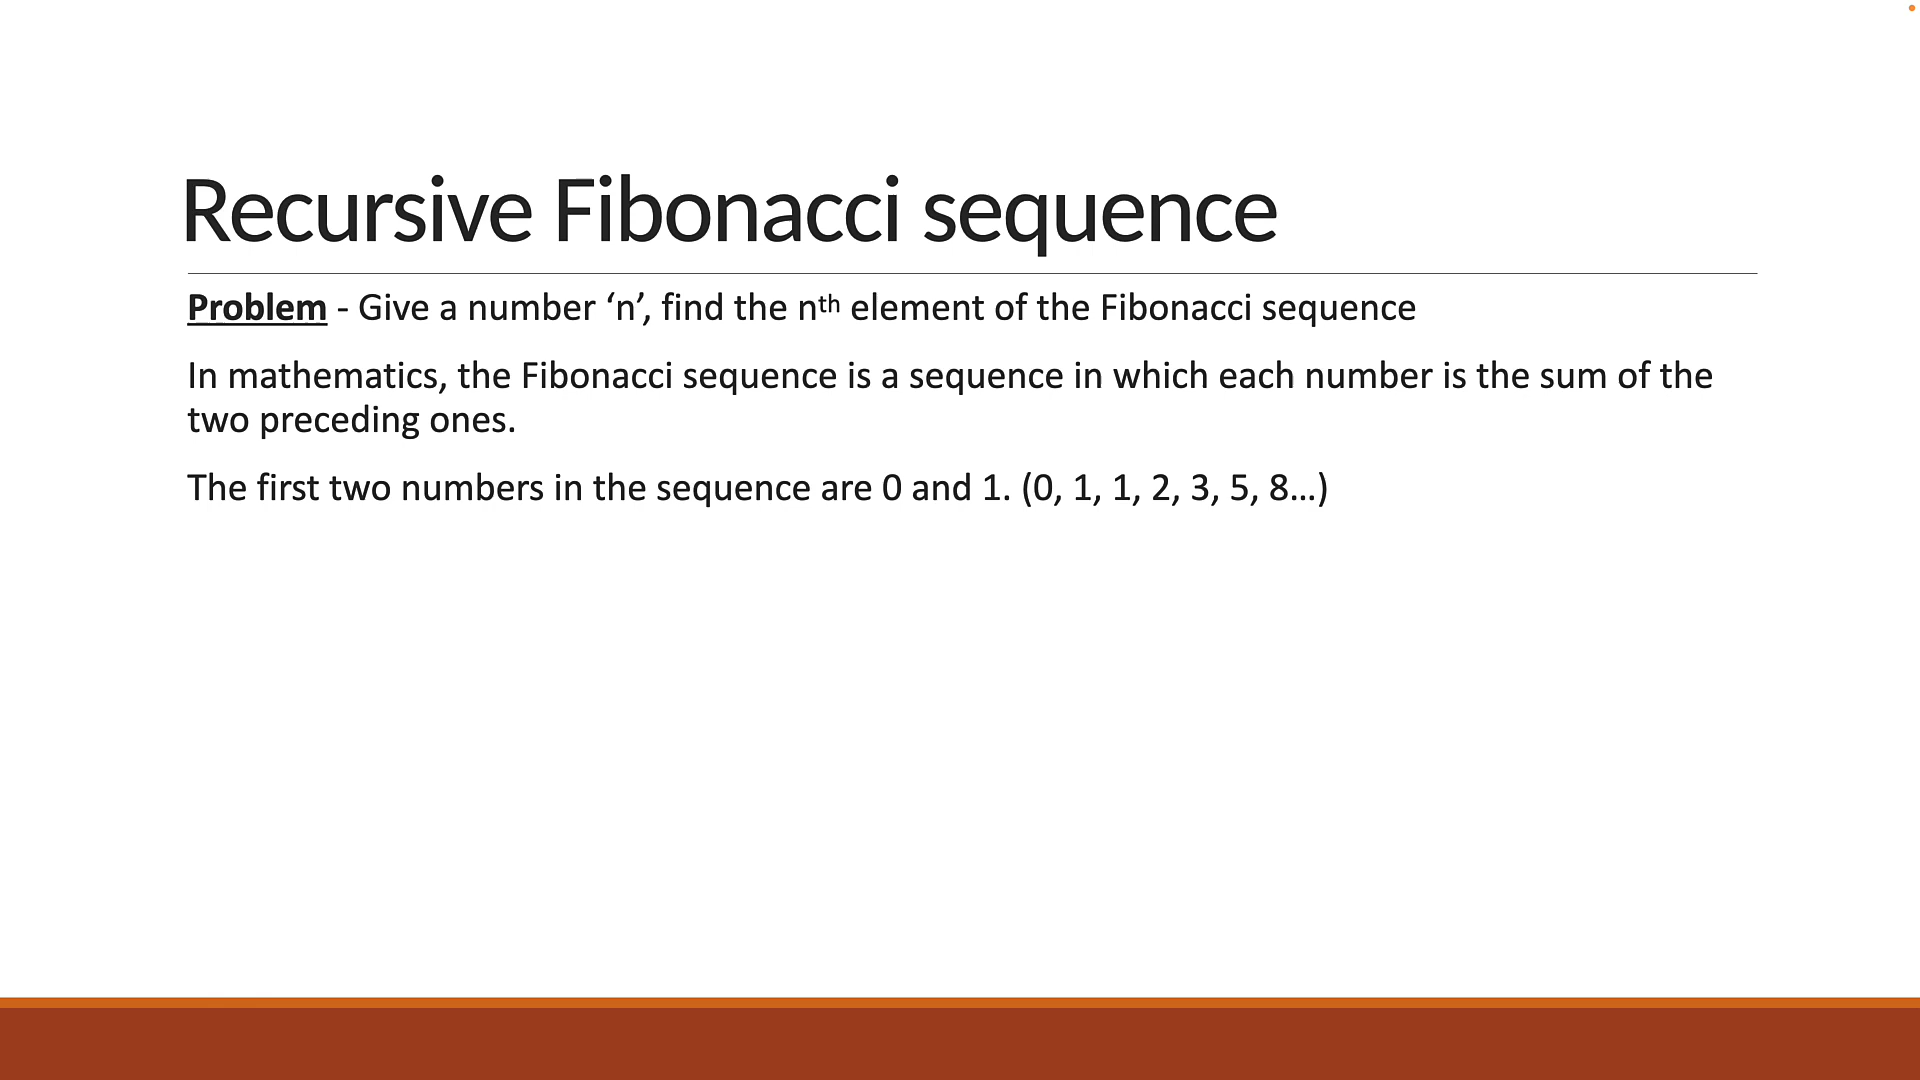 Recursive Fibonacci sequence
Problem - Give a number ‘n’, find the nth element of the Fibonacci sequence
In mathematics, the Fibonacci sequence is a sequence in which each number is the sum of the
two preceding ones.
The first two numbers in the sequence are 0 and 1. (0, 1, 1, 2, 3, 5, 8…)